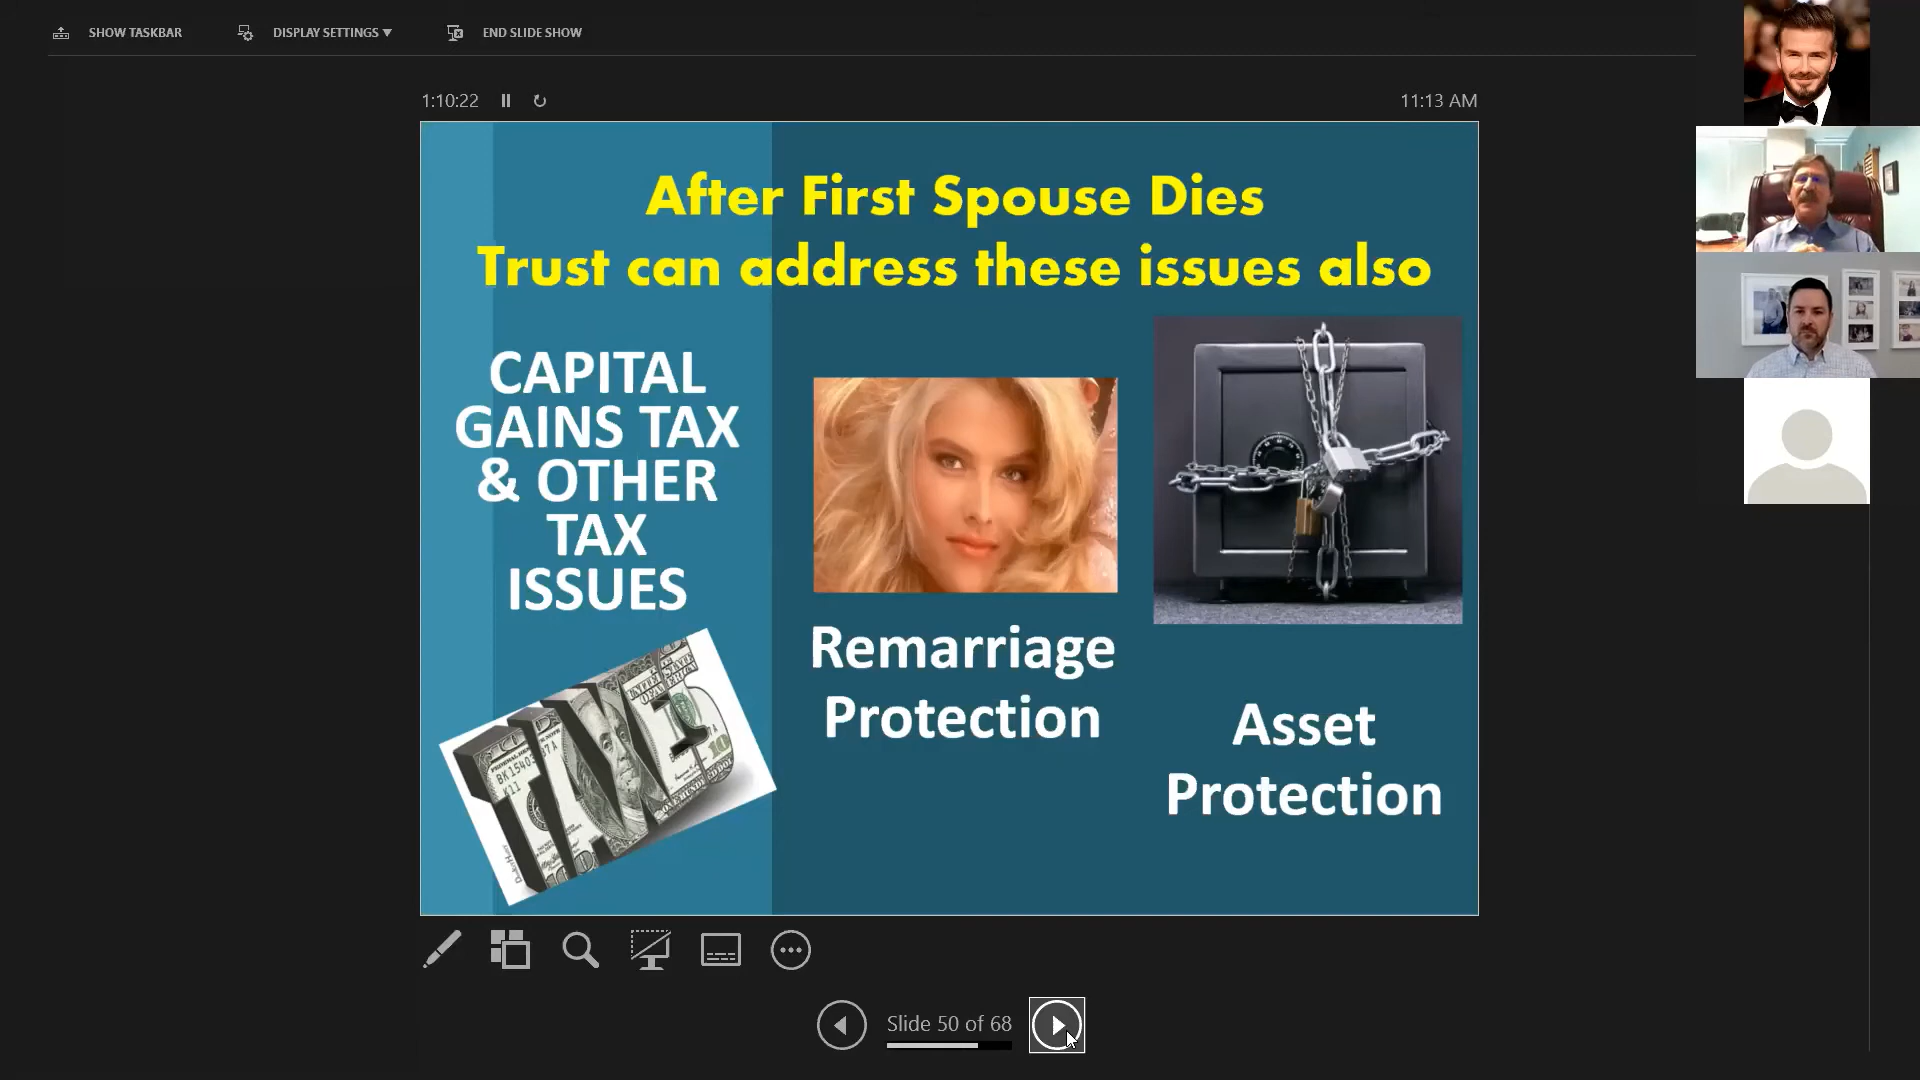 SHOW TASKBAR
DISPLAY SETTINGS
END SLIDE SHOW
1:10:22
11:13 AM
After First Spouse Dies
Trust can address these issues also
CAPITAL
GAINS TAX
& OTHER
TAX
ISSUES
TAXES
Remarriage
Protection
Asset
Protection
Slide 50 of 68